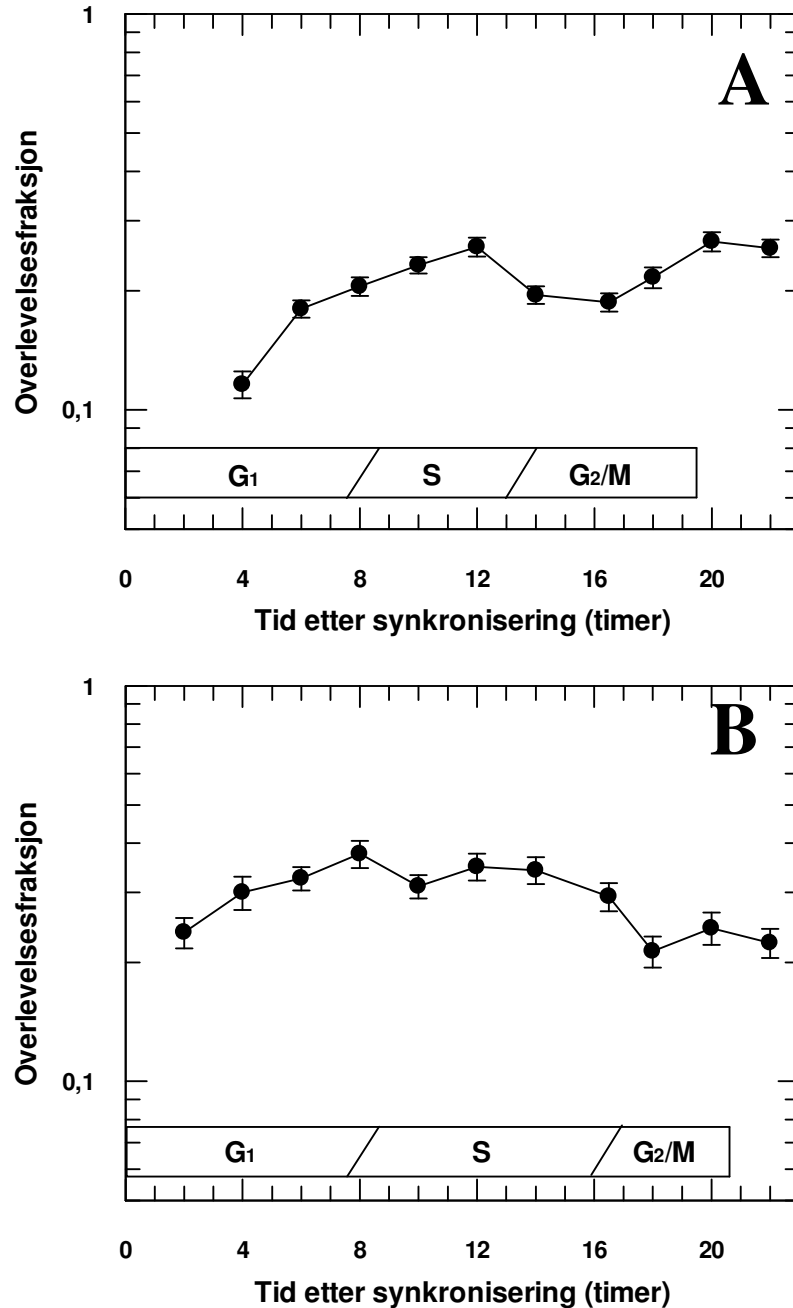 1
A
Overlevelsesfraksjon
0,1
G1 S G2/M
0 4 8 12 16 20
Tid etter synkronisering (timer)
1
B
Overlevelsesfraksjon
0,1
G1 S G2/M
0 4 8 12 16 20
Tid etter synkronisering (timer)